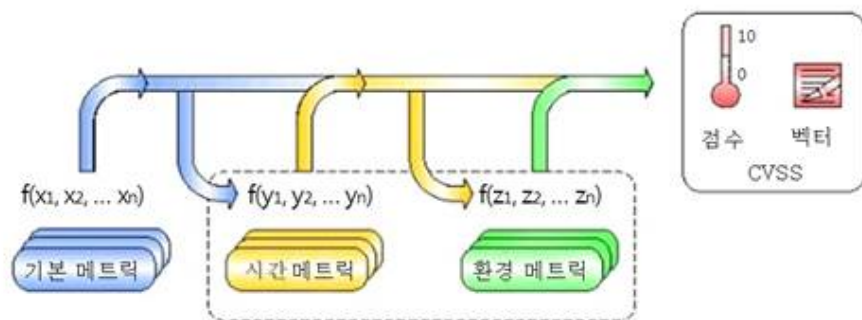 10
0
점수
벡터
CVSS
f(x1, x2, ... xn)
f(y1, y2, ... yn)
f(z1, z2, ... zn)
기본 메트릭
시간 메트릭
환경 메트릭